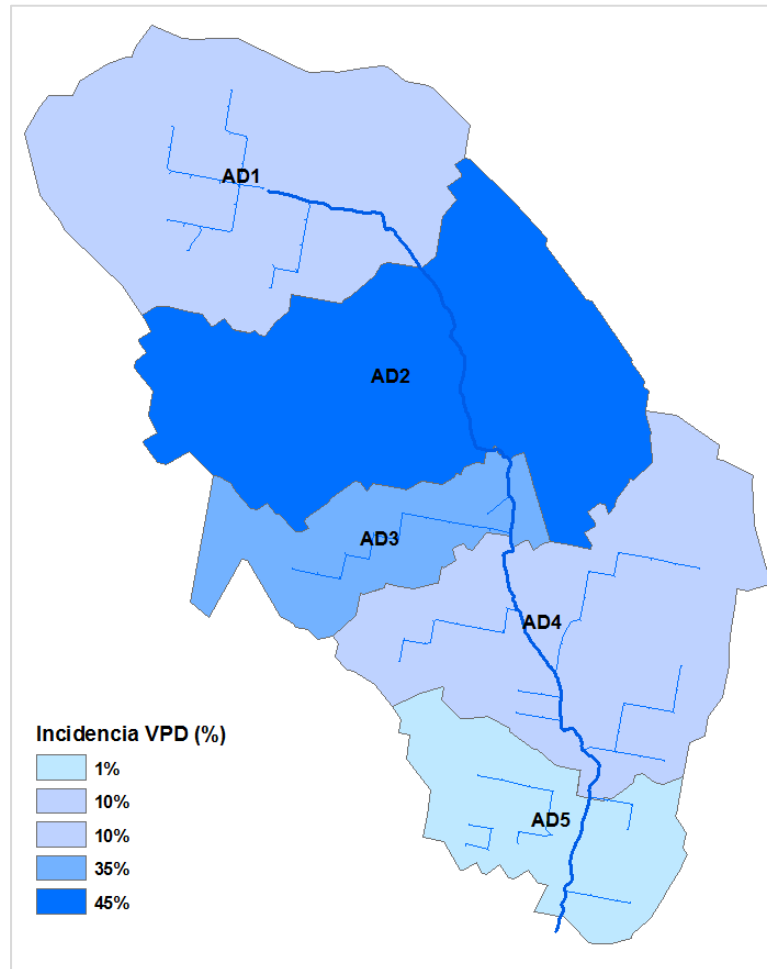 AD1
AD2
AD3
AD4
AD5
Incidencia VPD (%)
1%
10%
10%
35%
45%